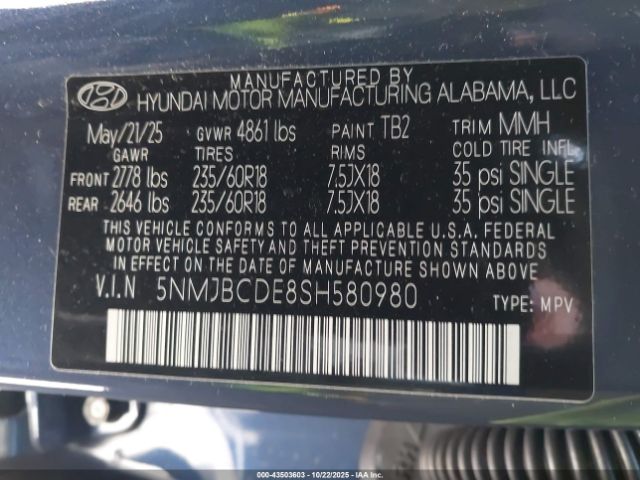 MANUFACTURED BY
HYUNDAI MOTOR MANUFACTURING ALABAMA, LLC
May/21/25 GVWR 4861 lbs PAINT TB2 TRIM MMH
GAWR TIRES RIMS COLD TIRE INFL.
FRONT 2778 lbs 235/60R18 7.5JX18 35 psi SINGLE
REAR 2646 lbs 235/60R18 7.5JX18 35 psi SINGLE
THIS VEHICLE CONFORMS TO ALL APPLICABLE U.S.A. FEDERAL
MOTOR VEHICLE SAFETY AND THEFT PREVENTION STANDARDS
IN EFFECT ON THE DATE OF MANUFACTURE SHOWN ABOVE
V.I.N 5NMJBCDE8SH580980 TYPE: MPV
000-43503603 - 10/22/2025 - IAA, Inc.